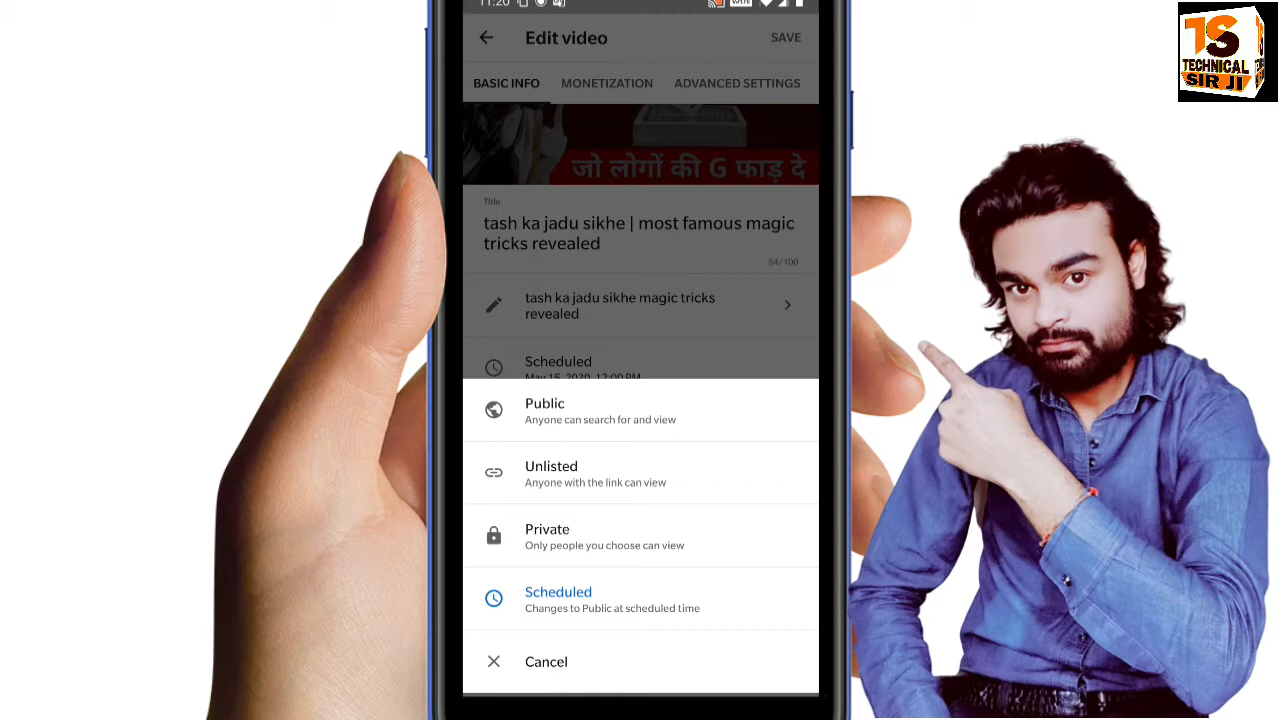 11:20
Edit video
SAVE
BASIC INFO
MONETIZATION
ADVANCED SETTINGS
जो लोगों की G फाड़ दे
Title
tash ka jadu sikhe | most famous magic
tricks revealed
54/100
tash ka jadu sikhe magic tricks
revealed
Scheduled
May 15, 2020, 12:00 PM
Public
Anyone can search for and view
Unlisted
Anyone with the link can view
Private
Only people you choose can view
Scheduled
Changes to Public at scheduled time
Cancel
TS
TECHNICAL
SIR JI